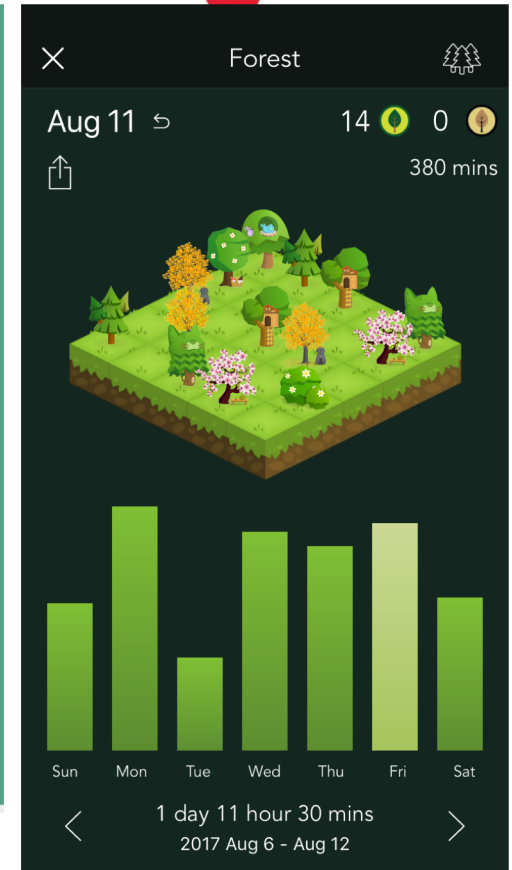 Forest
Aug 11 14 0
380 mins
Sun Mon Tue Wed Thu Fri Sat
1 day 11 hour 30 mins
2017 Aug 6 - Aug 12